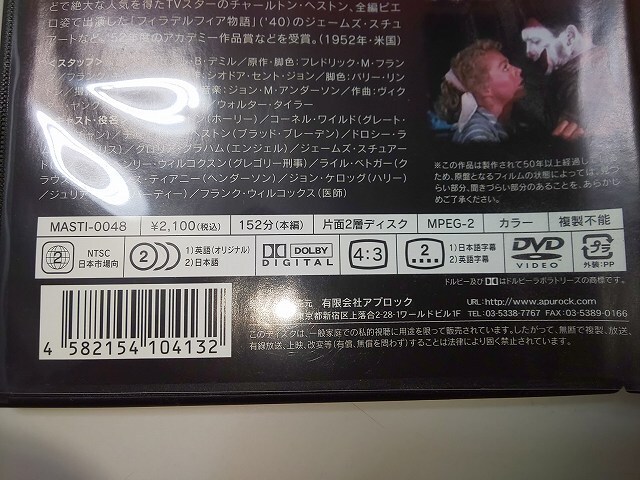 どで絶大な人気を得たTVスターのチャールトン・ヘストン、全編ピエ
ロ姿で出演した「フィラデルフィア物語」('40)のジェームズ・スチュ
アートなど。'52年度のアカデミー作品賞などを受賞。(1952年・米国)
<スタッフ> ・B・デミル/原作・脚色:フレドリック・M・フラン
シオドア・セント・ジョン/脚色:バリー・リン
音楽:ジョン・M・アンダーソン/作曲:ヴィク
ウォルター・タイラー
キャスト・役名 (ホーリー)/コーネル・ワイルド(グレート・
ヘストン(ブラッド・ブレーデン)/ドロシー・ラ
グロリア・グラハム(エンジェル)/ジェームズ・スチュアー
ヘンリー・ウィルコクスン(グレゴリー刑事)/ライル・ベトガー(ク
ティアニー(ヘンダーソン)/ジョン・ケロッグ(ハリー)
フランク・ウィルコックス(医師)
※この作品は製作されて50年以上経過し
ため、原盤となるフィルムの状態によっては
づらい部分、聞きづらい部分のあることを、あらかじ
めご了承ください。
MASTI-0048 ¥2,100(税込) 152分(本編) 片面2層ディスク MPEG-2 カラー 複製不能
2 NTSC 日本市場向
2 1)英語(オリジナル) 2)日本語
DOLBY DIGITAL
4:3
2 1)日本語字幕 2)英語字幕
DVD VIDEO
プラ 外装:PP
ドルビー及びDDはドルビーラボラトリーズの商標です。
元 有限会社アプロック URL:http://www.apurock.com/
東京都新宿区上落合2-28-1ワールドビル1F TEL:03-5338-7767 FAX:03-5389-0166
このディスクは、一般家庭での私的視聴に用途を限って販売されています。したがって、無断で複製、放送、
有線放送、上映、改変等(有償、無償を問わず)することは法律により固く禁止されています。
4 582154 104132